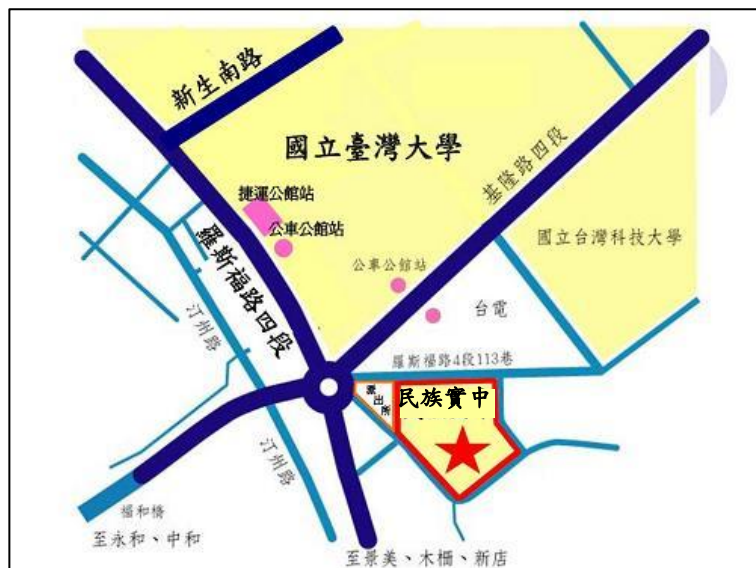 新生南路
國立臺灣大學
基隆路四段
捷運公館站
公車公館站
羅斯福路四段
公車公館站
國立台灣科技大學
台電
汀州路
羅斯福路4段113巷
派出所
民族實中
汀州路
福和橋
至永和、中和
至景美、木柵、新店